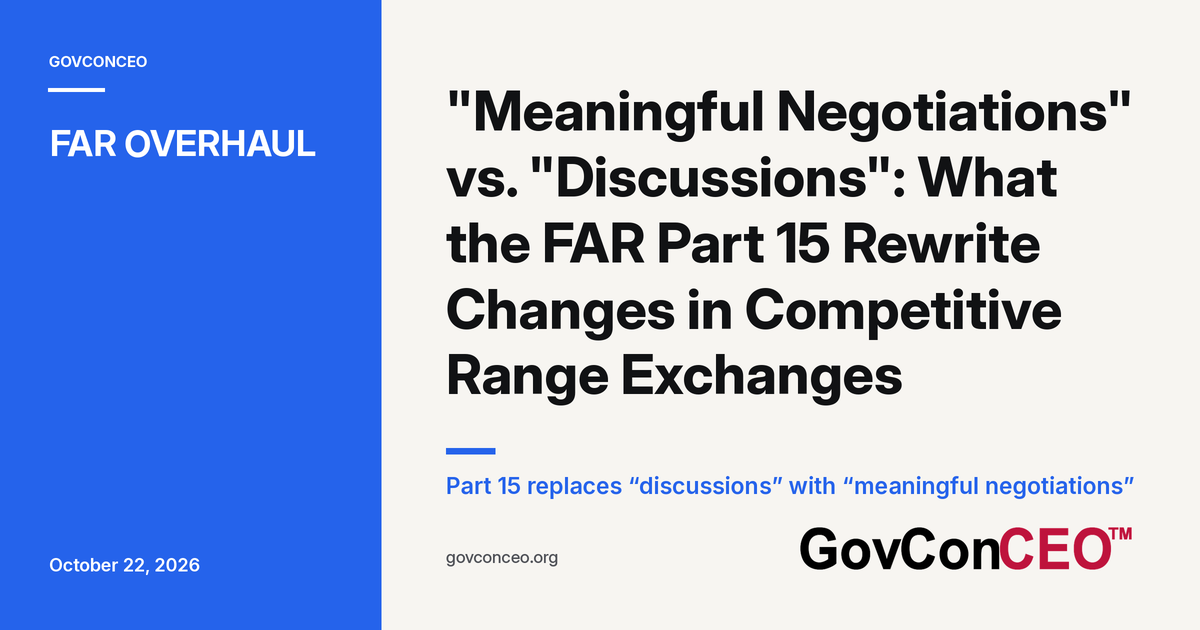 GOVCONCEO
FAR OVERHAUL
October 22, 2026
"Meaningful Negotiations"
vs. "Discussions": What
the FAR Part 15 Rewrite
Changes in Competitive
Range Exchanges
Part 15 replaces “discussions” with “meaningful negotiations”
govconceo.org
GovConCEO™